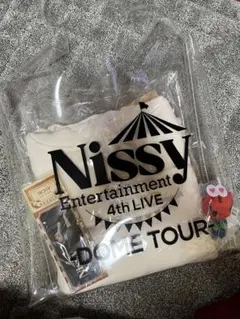 Nissy
Entertainment
4th LIVE
DOME TOUR